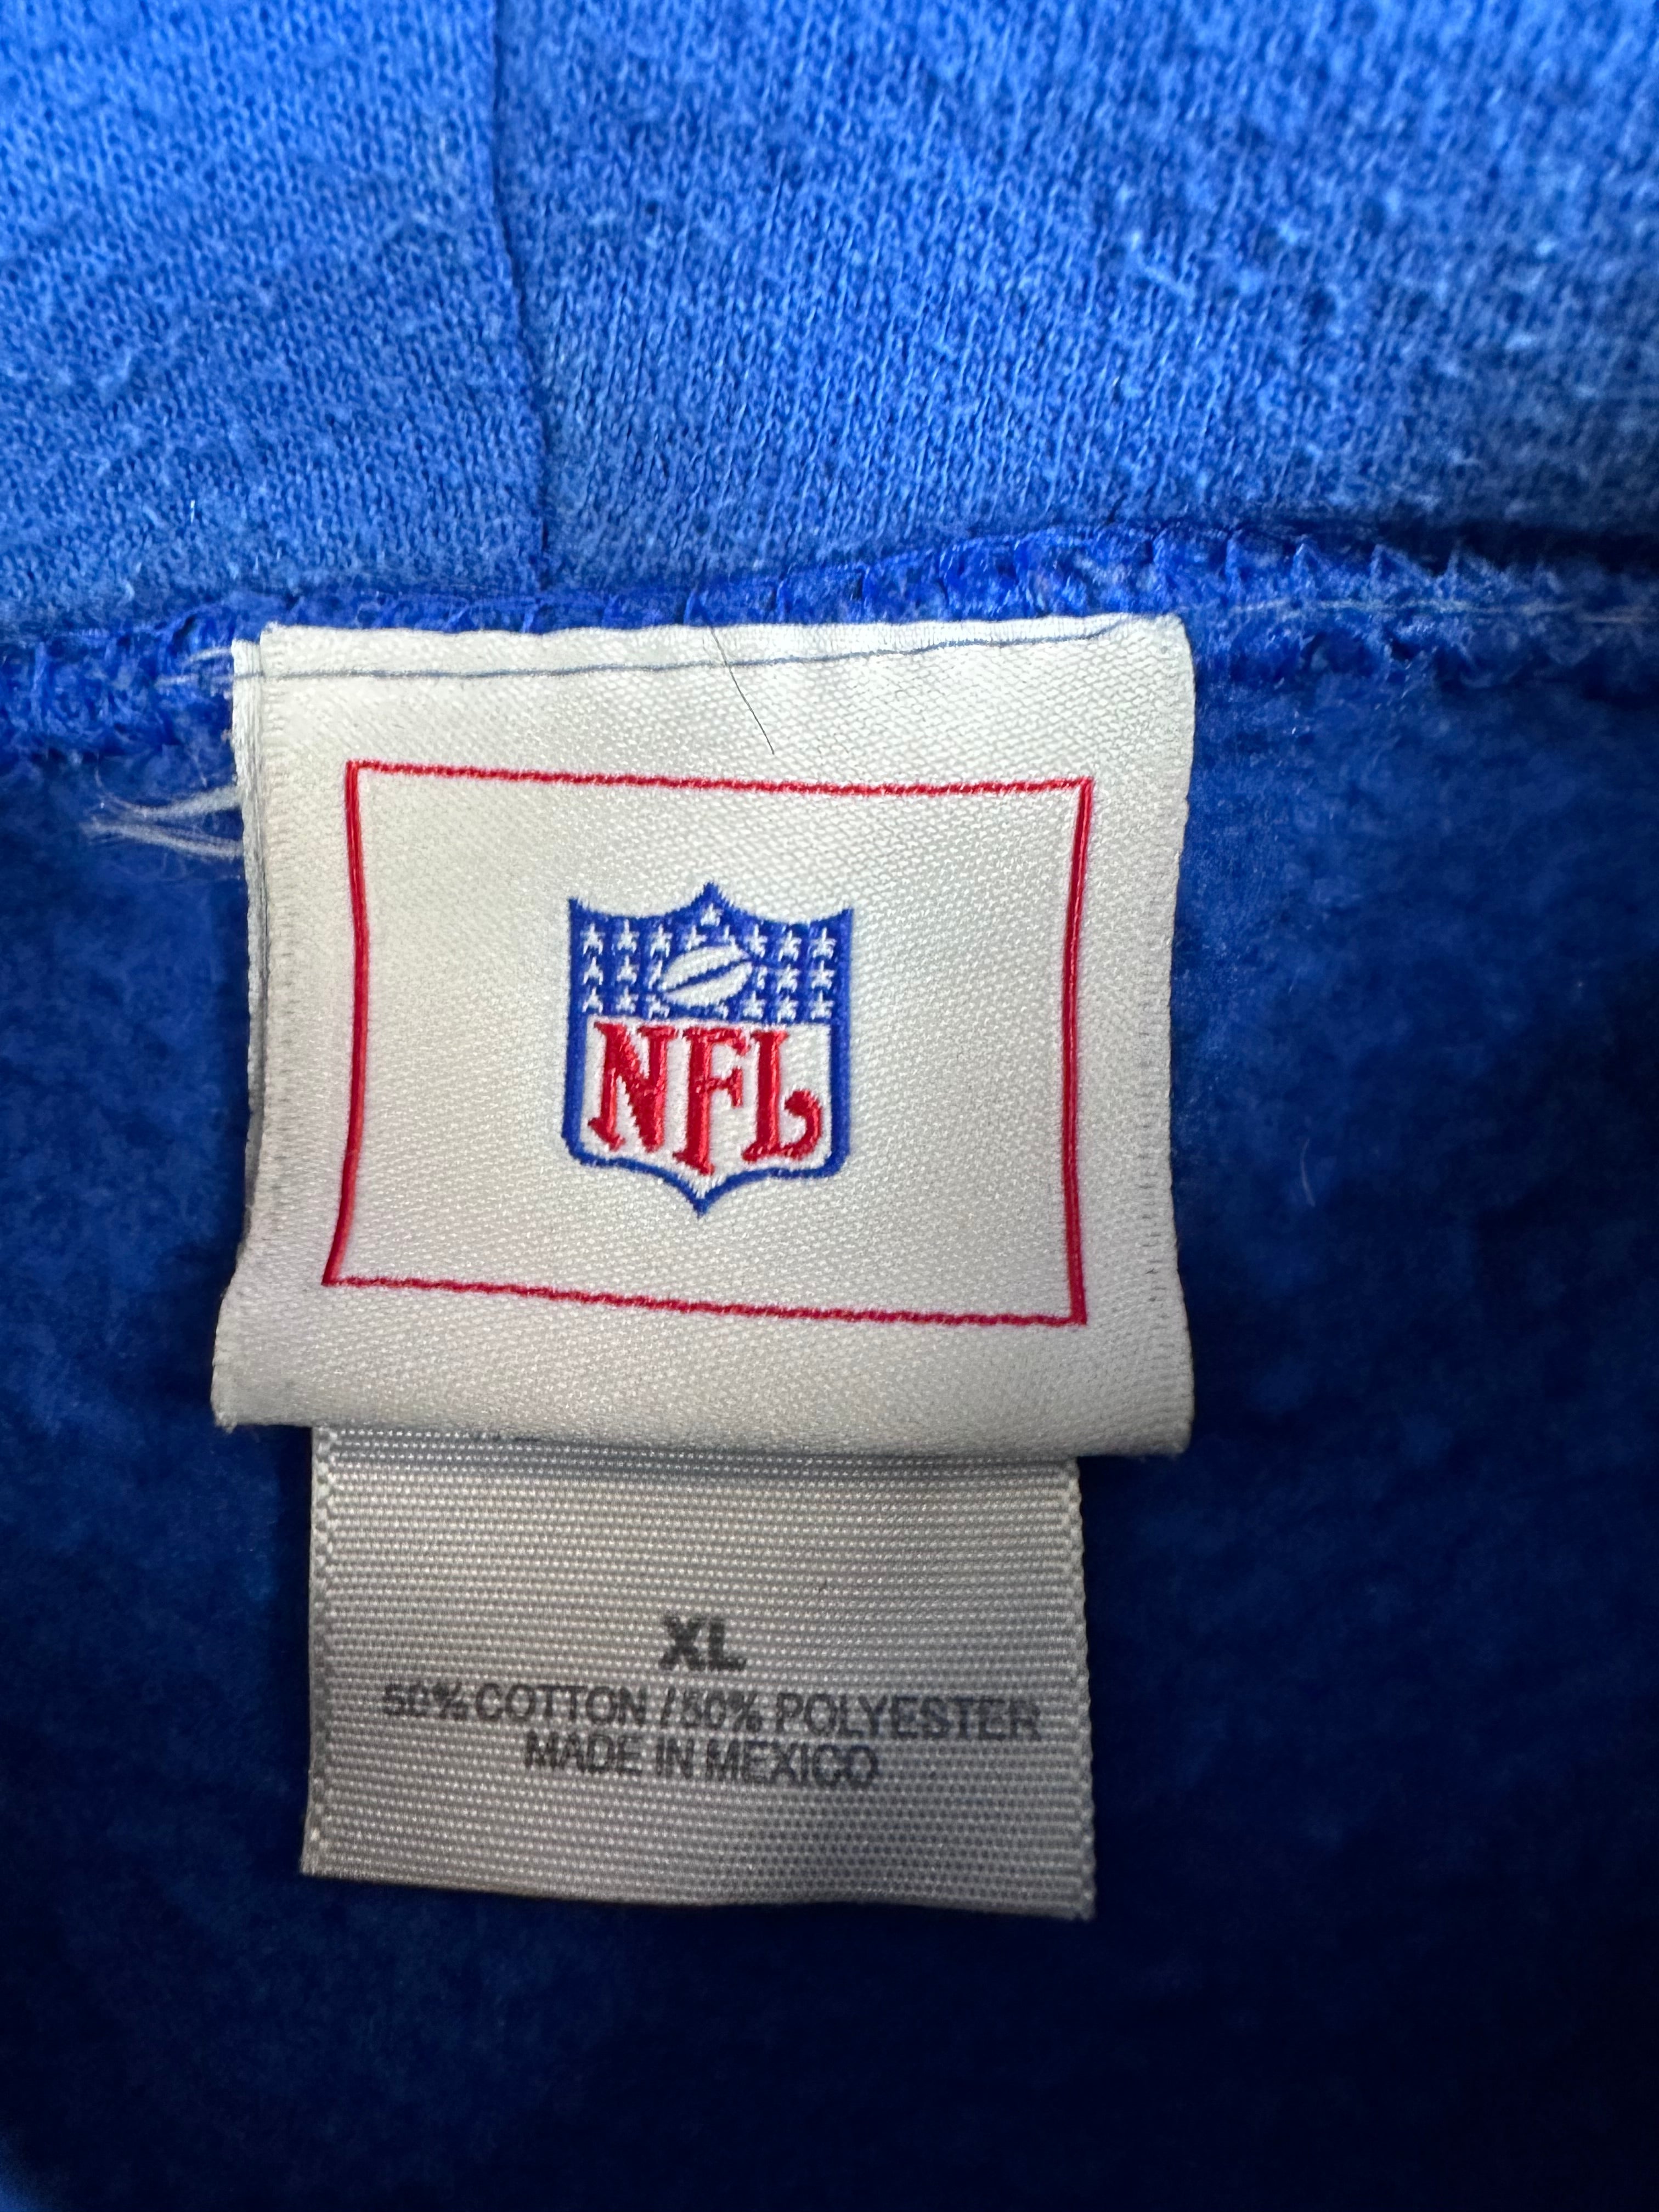 NFL
XL
50% COTTON / 50% POLYESTER
MADE IN MEXICO